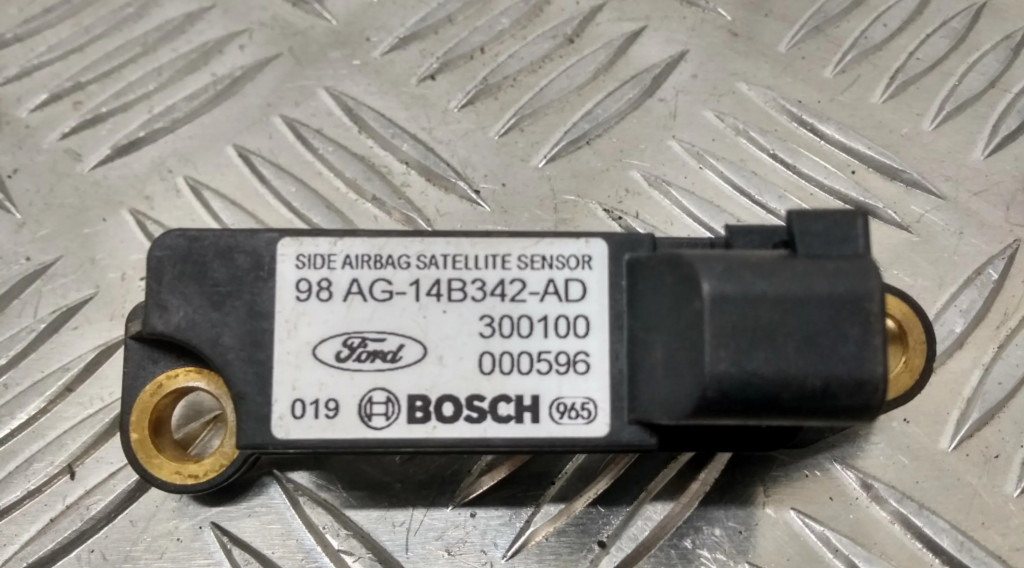 SIDE AIRBAG SATELLITE SENSOR
98 AG-14B342-AD
300100
Ford
000596
019 BOSCH 965